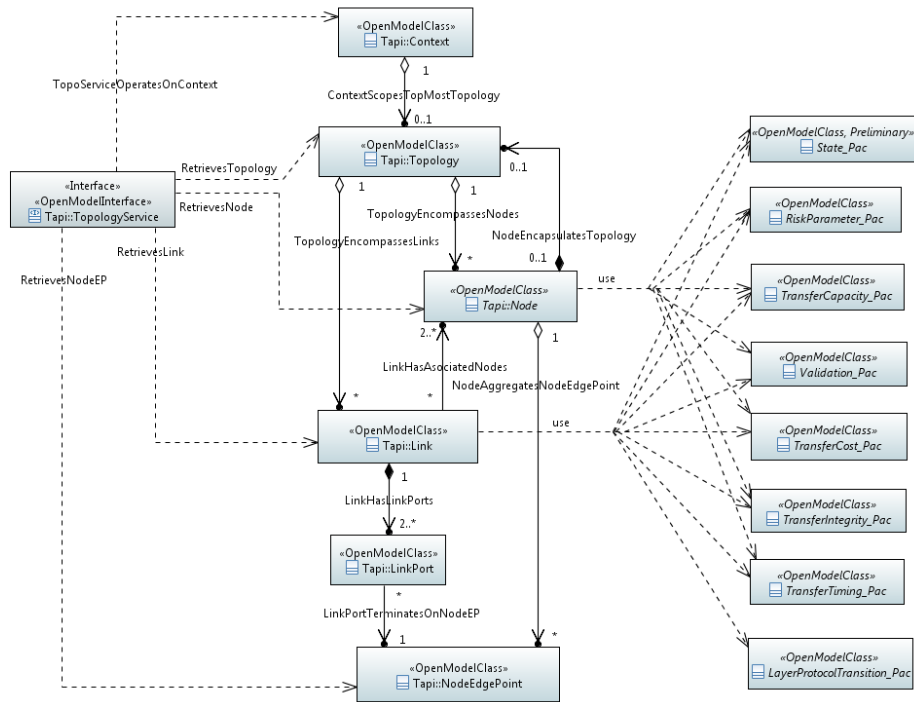 «OpenModelClass»
Tapi::Context
1
TopoServiceOperatesOnContext
ContextScopesTopMostTopology
0..1
«OpenModelClass»
Tapi::Topology
0..1
1
1
RetrievesTopology
«Interface»
«OpenModelInterface»
Tapi::TopologyService
RetrievesNode
TopologyEncompassesNodes
TopologyEncompassesLinks
NodeEncapsulatesTopology
RetrievesLink
RetrievesNodeEP
*
0..1
«OpenModelClass»
Tapi::Node
use
2..*
1
LinkHasAsociatedNodes
NodeAggregatesNodeEdgePoint
*
*
«OpenModelClass»
Tapi::Link
use
1
LinkHasLinkPorts
2..*
«OpenModelClass»
Tapi::LinkPort
*
LinkPortTerminatesOnNodeEP
1
*
«OpenModelClass»
Tapi::NodeEdgePoint
«OpenModelClass, Preliminary»
State_Pac
«OpenModelClass»
RiskParameter_Pac
«OpenModelClass»
TransferCapacity_Pac
«OpenModelClass»
Validation_Pac
«OpenModelClass»
TransferCost_Pac
«OpenModelClass»
TransferIntegrity_Pac
«OpenModelClass»
TransferTiming_Pac
«OpenModelClass»
LayerProtocolTransition_Pac